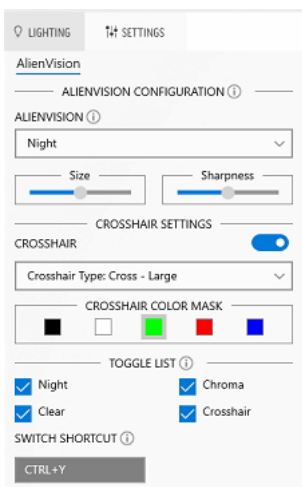 LIGHTING SETTINGS
AlienVision
ALIENVISION CONFIGURATION
ALIENVISION
Night
Size Sharpness
CROSSHAIR SETTINGS
CROSSHAIR
Crosshair Type: Cross - Large
CROSSHAIR COLOR MASK
TOGGLE LIST
Night Chroma
Clear Crosshair
SWITCH SHORTCUT
CTRL+Y